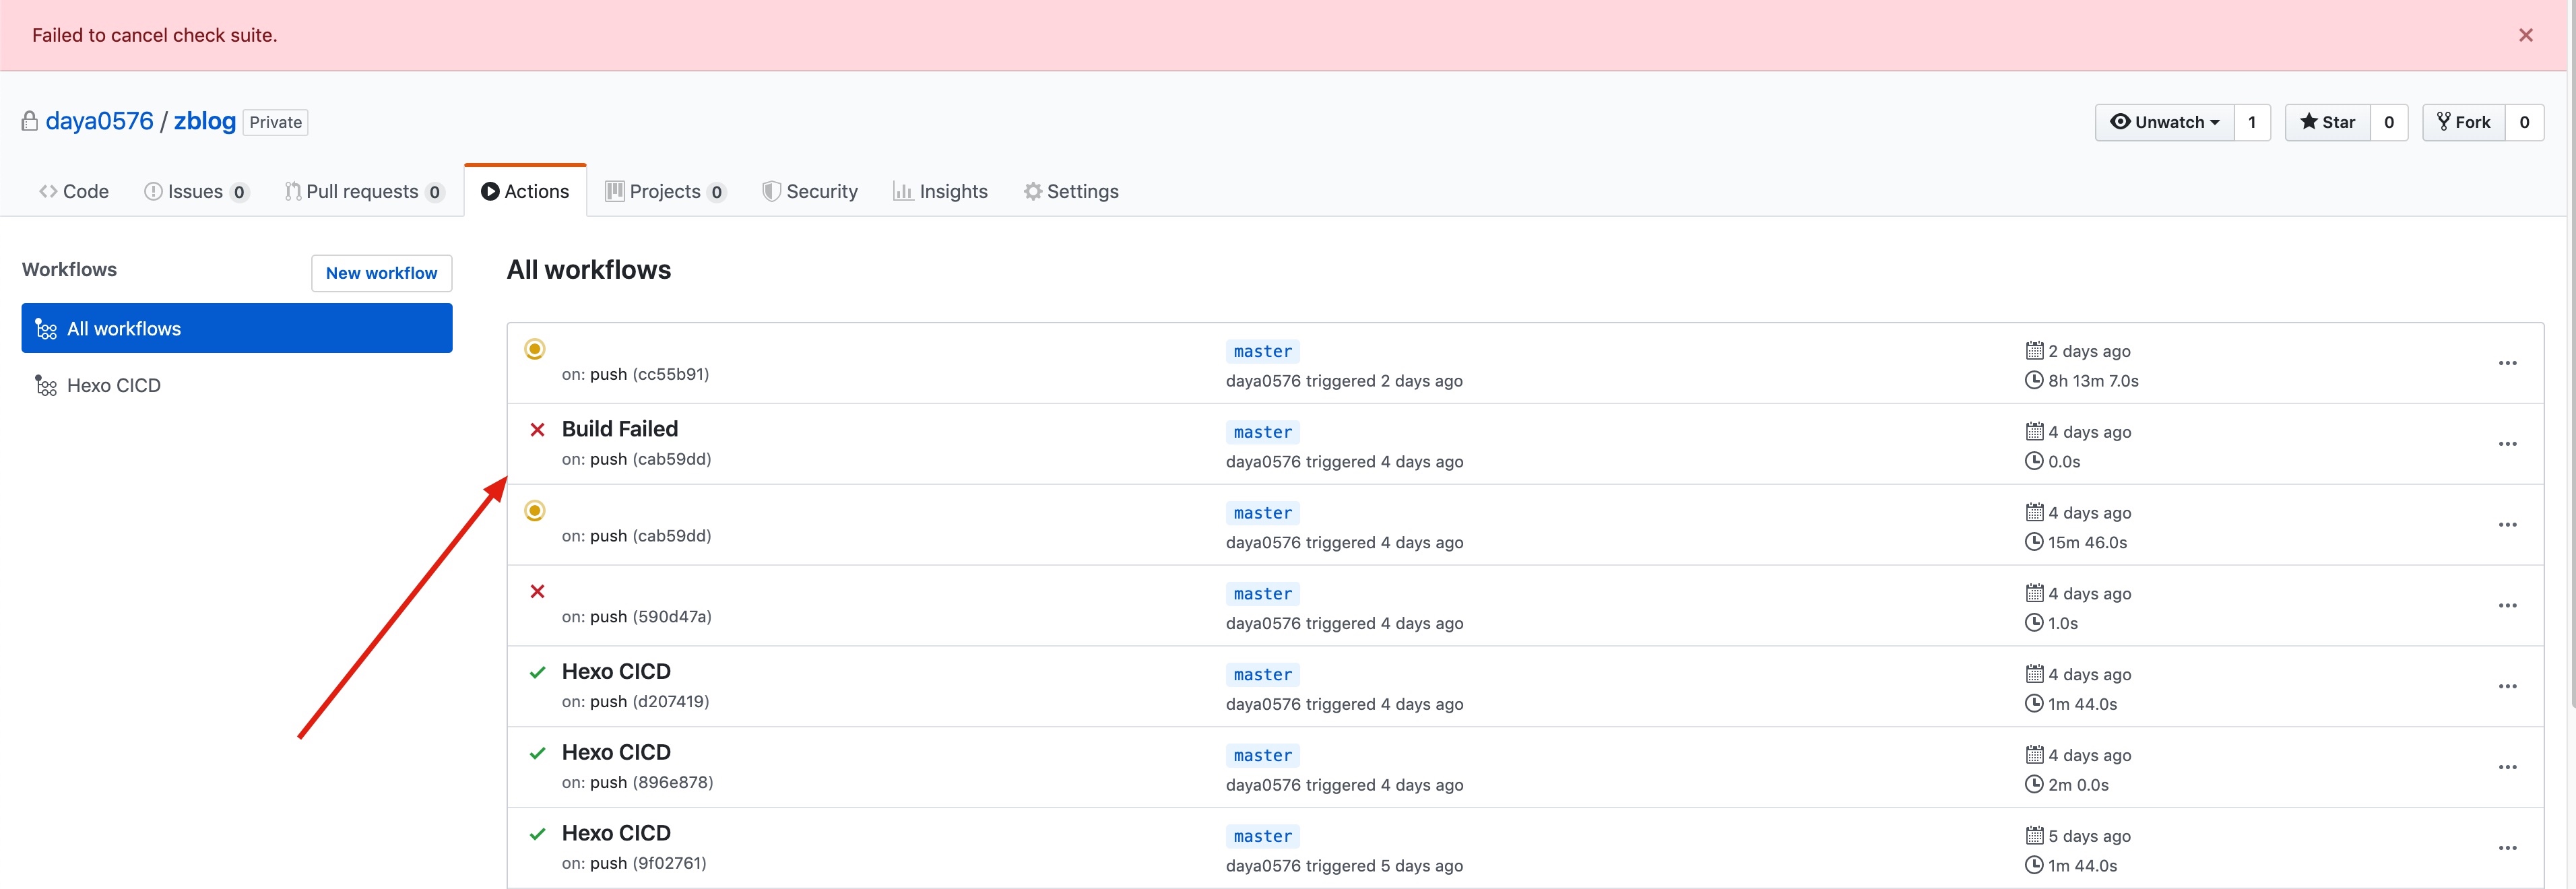 Failed to cancel check suite.
daya0576 / zblog Private
Unwatch 1 Star 0 Fork 0
Code Issues 0 Pull requests 0 Actions Projects 0 Security Insights Settings
Workflows
New workflow
All workflows
Hexo CICD
All workflows
on: push (cc55b91)
master
daya0576 triggered 2 days ago
2 days ago
8h 13m 7.0s
Build Failed
on: push (cab59dd)
master
daya0576 triggered 4 days ago
4 days ago
0.0s
on: push (cab59dd)
master
daya0576 triggered 4 days ago
4 days ago
15m 46.0s
on: push (590d47a)
master
daya0576 triggered 4 days ago
4 days ago
1.0s
Hexo CICD
on: push (d207419)
master
daya0576 triggered 4 days ago
4 days ago
1m 44.0s
Hexo CICD
on: push (896e878)
master
daya0576 triggered 4 days ago
4 days ago
2m 0.0s
Hexo CICD
on: push (9f02761)
master
daya0576 triggered 5 days ago
5 days ago
1m 44.0s